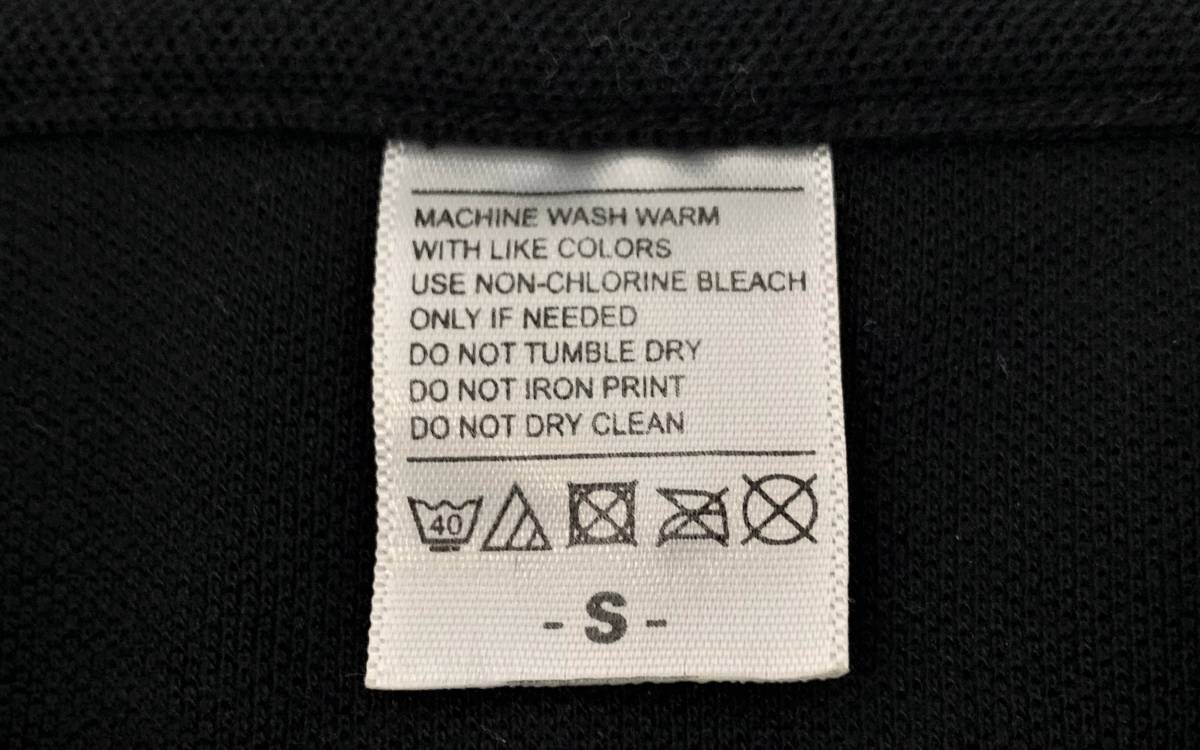 MACHINE WASH WARM
WITH LIKE COLORS
USE NON-CHLORINE BLEACH
ONLY IF NEEDED
DO NOT TUMBLE DRY
DO NOT IRON PRINT
DO NOT DRY CLEAN
40
- S -